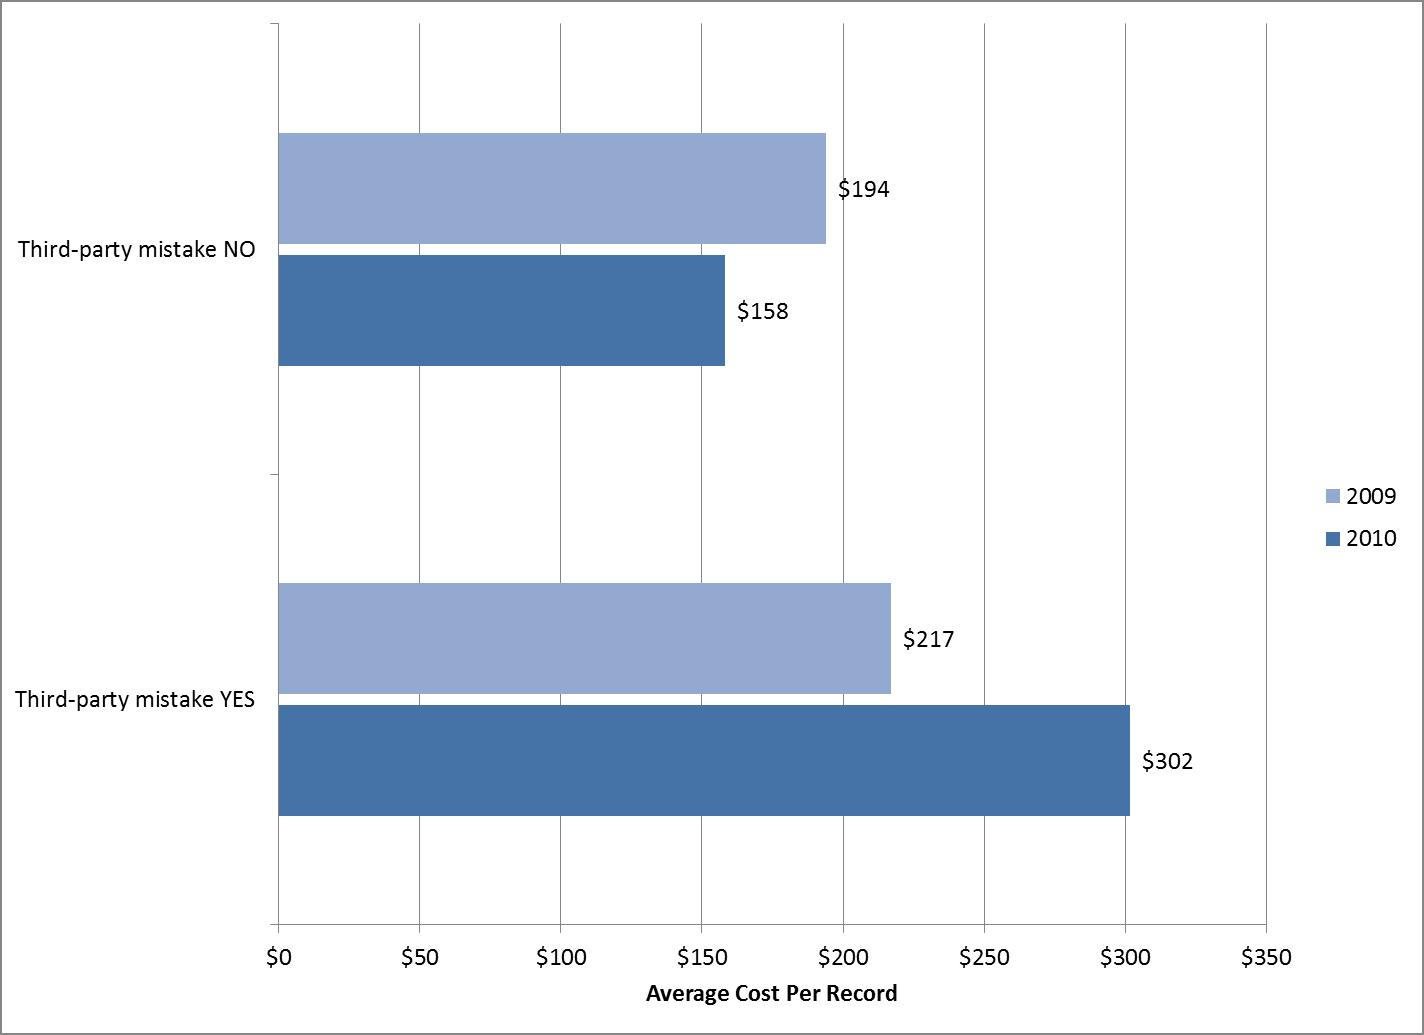 Third-party mistake NO
$194
$158
Third-party mistake YES
$217
$302
2009
2010
$0 $50 $100 $150 $200 $250 $300 $350
Average Cost Per Record